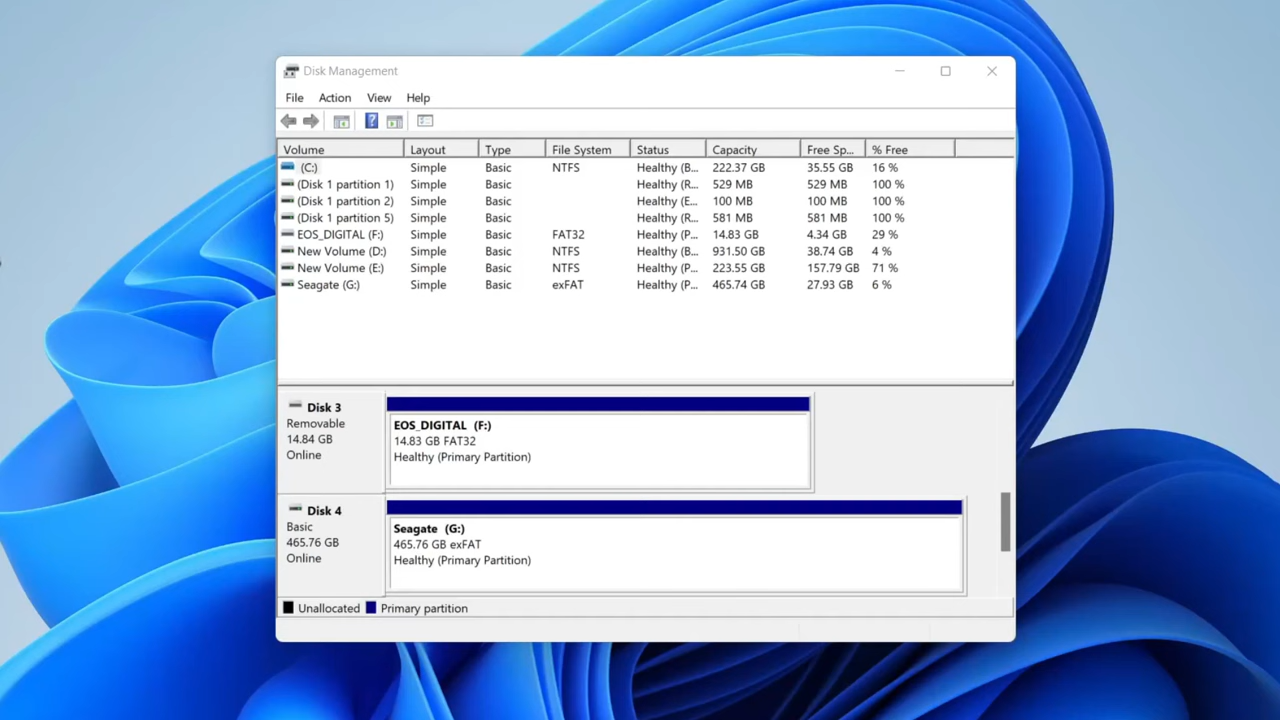 Disk Management
File Action View Help
Volume Layout Type File System Status Capacity Free Sp... % Free
(C:) Simple Basic NTFS Healthy (B... 222.37 GB 35.55 GB 16 %
(Disk 1 partition 1) Simple Basic Healthy (R... 529 MB 529 MB 100 %
(Disk 1 partition 2) Simple Basic Healthy (E... 100 MB 100 MB 100 %
(Disk 1 partition 5) Simple Basic Healthy (R... 581 MB 581 MB 100 %
EOS_DIGITAL (F:) Simple Basic FAT32 Healthy (P... 14.83 GB 4.34 GB 29 %
New Volume (D:) Simple Basic NTFS Healthy (B... 931.50 GB 38.74 GB 4 %
New Volume (E:) Simple Basic NTFS Healthy (P... 223.55 GB 157.79 GB 71 %
Seagate (G:) Simple Basic exFAT Healthy (P... 465.74 GB 27.93 GB 6 %
Disk 3
Removable
14.84 GB
Online
EOS_DIGITAL (F:)
14.83 GB FAT32
Healthy (Primary Partition)
Disk 4
Basic
465.76 GB
Online
Seagate (G:)
465.76 GB exFAT
Healthy (Primary Partition)
Unallocated Primary partition